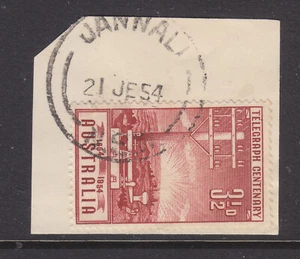 JANNALI
21 JE 54
TELEGRAPH CENTENARY
3½D
1854 1954
AUSTRALIA